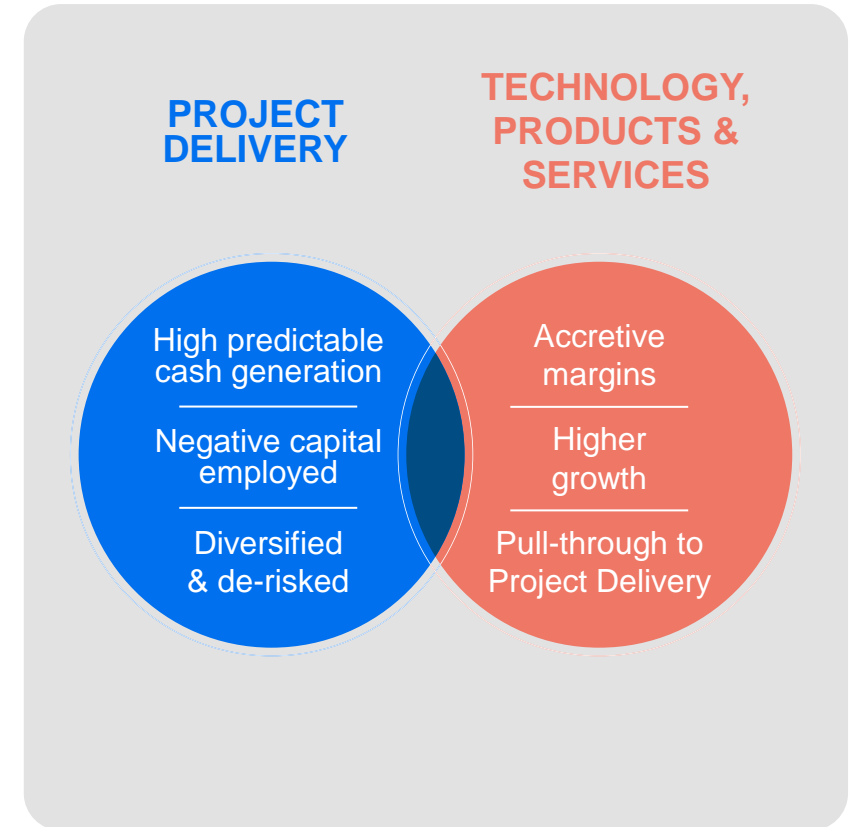 PROJECT
DELIVERY
TECHNOLOGY,
PRODUCTS &
SERVICES
High predictable
cash generation
Negative capital
employed
Diversified
& de-risked
Accretive
margins
Higher
growth
Pull-through to
Project Delivery